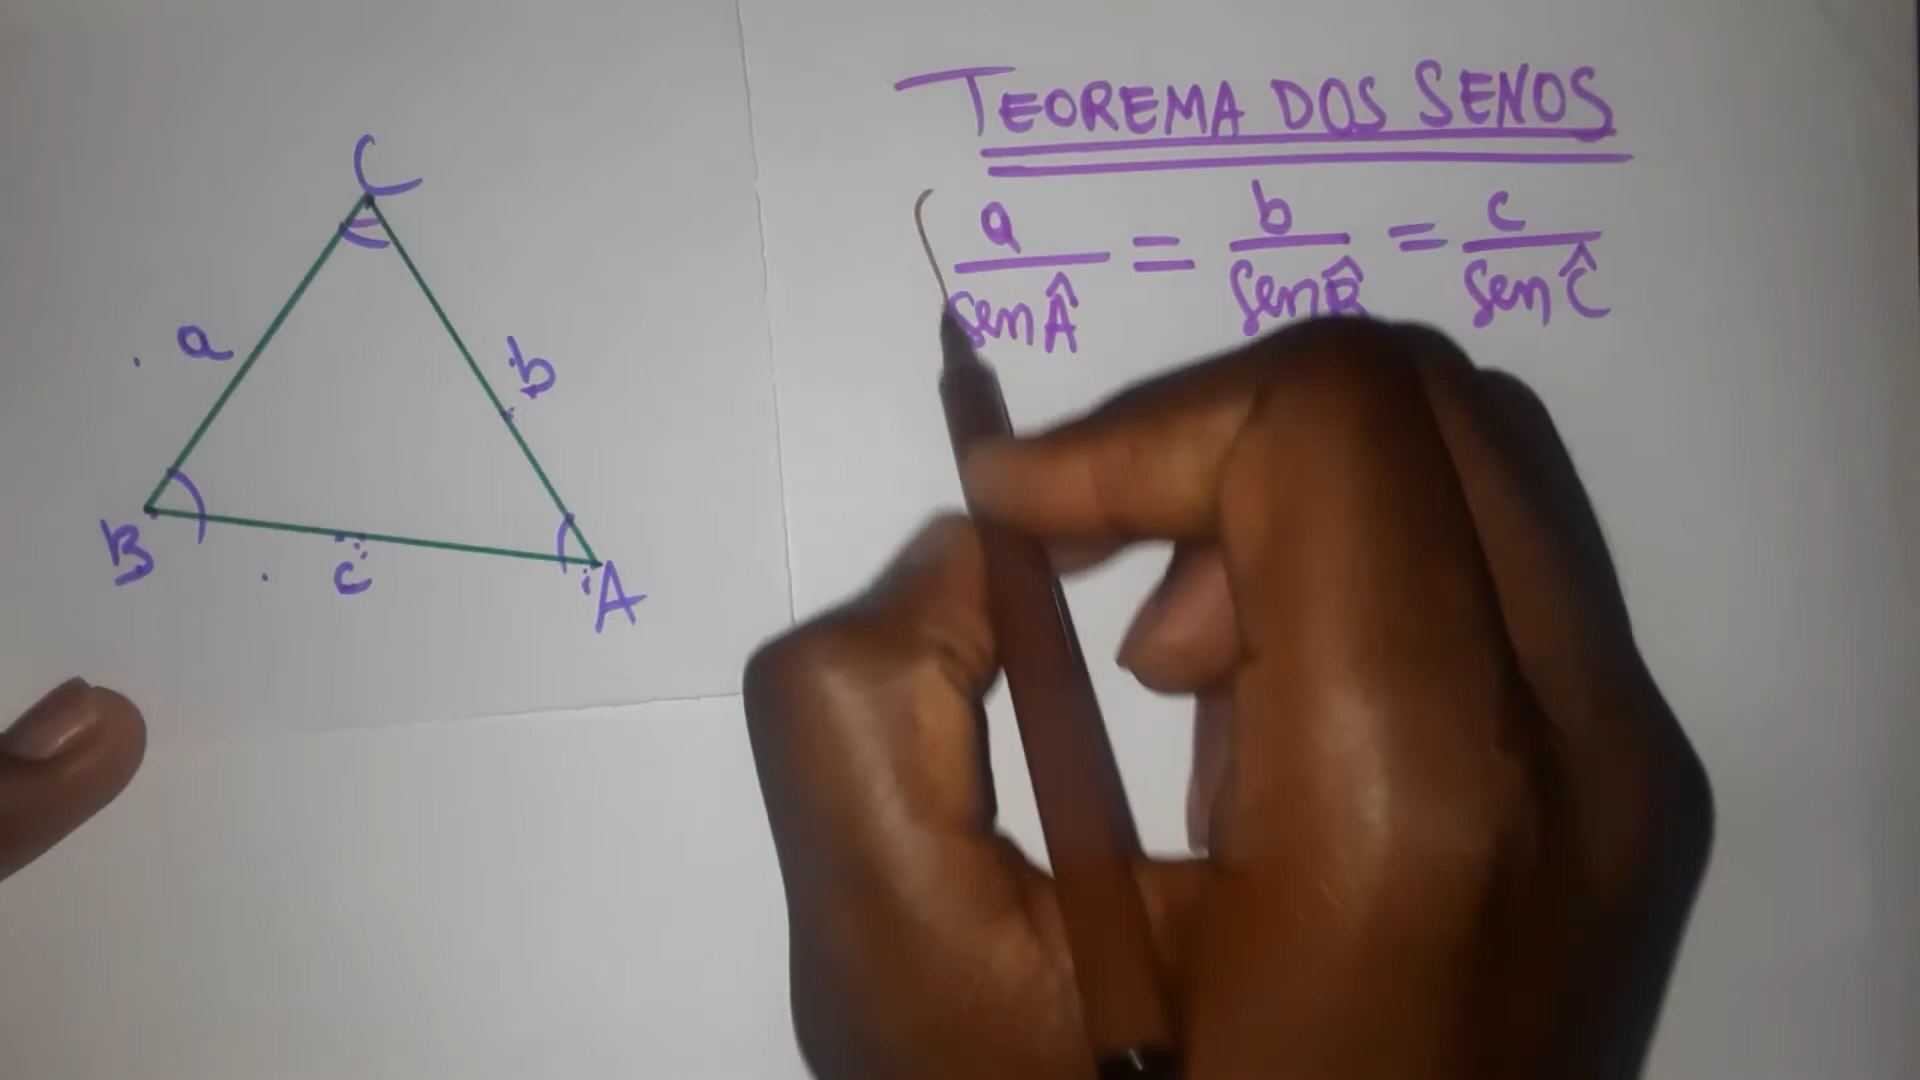 TEOREMA DOS SENOS
a/sen Â = b/sen B̂ = c/sen Ĉ
C
a
b
B
c
A